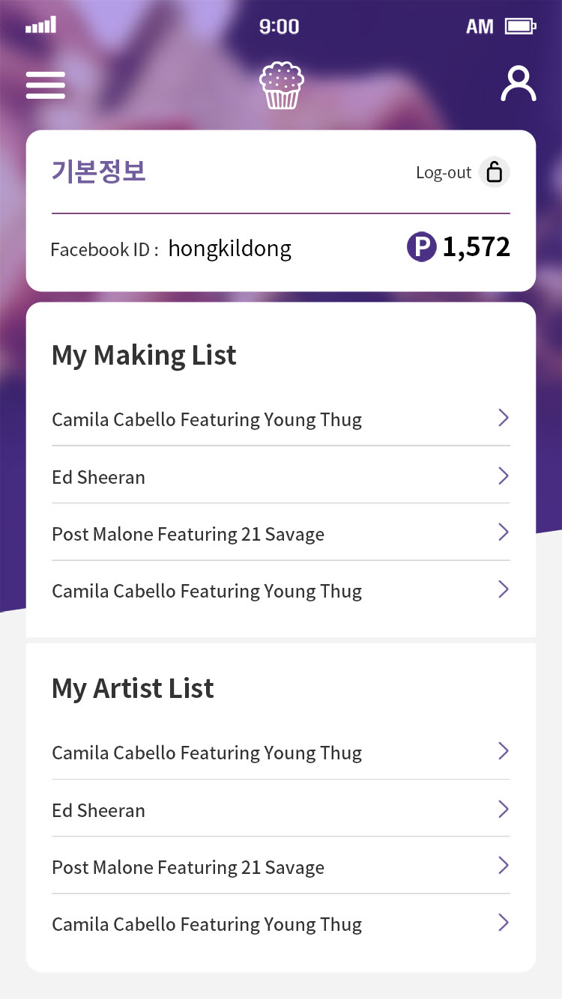 9:00
AM
기본정보
Log-out
Facebook ID : hongkildong
P 1,572
My Making List
Camila Cabello Featuring Young Thug
Ed Sheeran
Post Malone Featuring 21 Savage
Camila Cabello Featuring Young Thug
My Artist List
Camila Cabello Featuring Young Thug
Ed Sheeran
Post Malone Featuring 21 Savage
Camila Cabello Featuring Young Thug